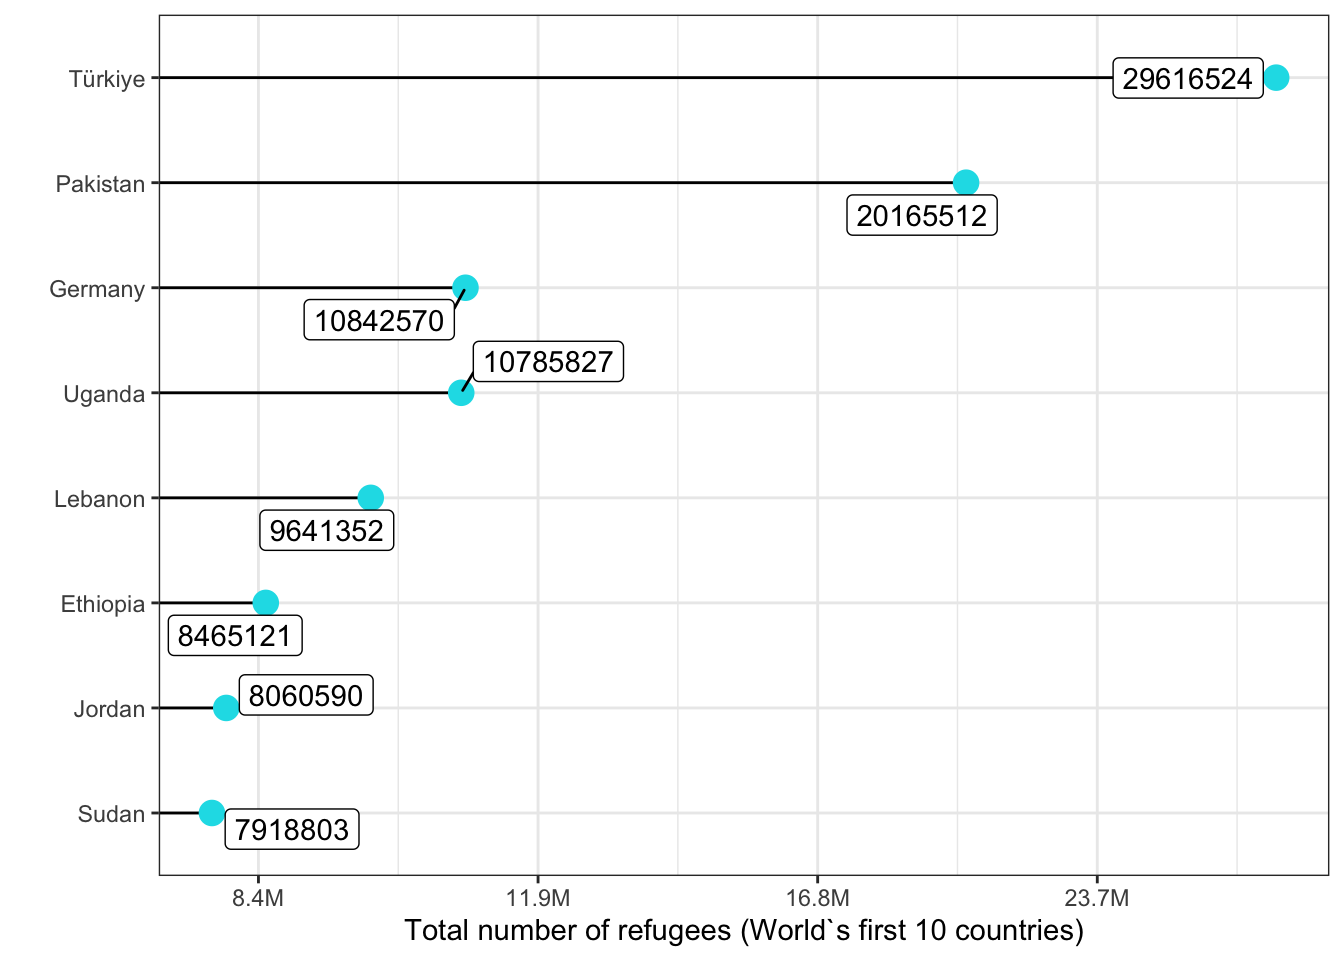 Türkiye
29616524
Pakistan
20165512
Germany
10842570
10785827
Uganda
Lebanon
9641352
Ethiopia
8465121
8060590
Jordan
Sudan
7918803
8.4M 11.9M 16.8M 23.7M
Total number of refugees (World`s first 10 countries)